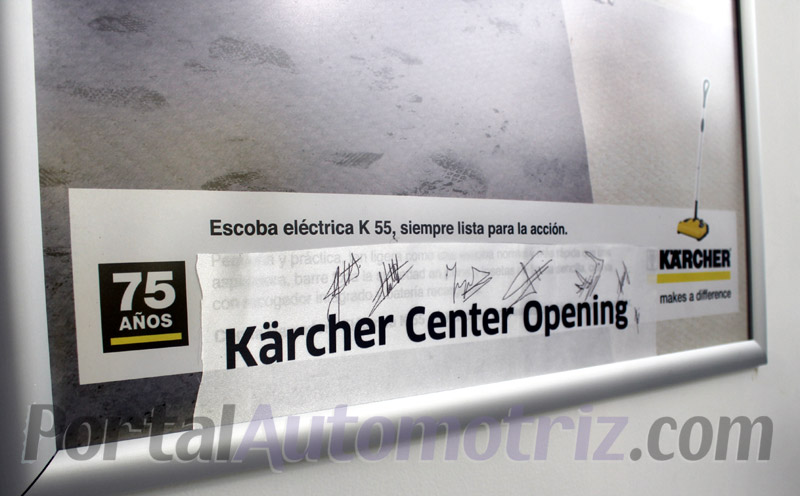 Escoba eléctrica K 55, siempre lista para la acción.
75
AÑOS
Kärcher Center Opening
KÄRCHER
makes a difference
PortalAutomotriz.com